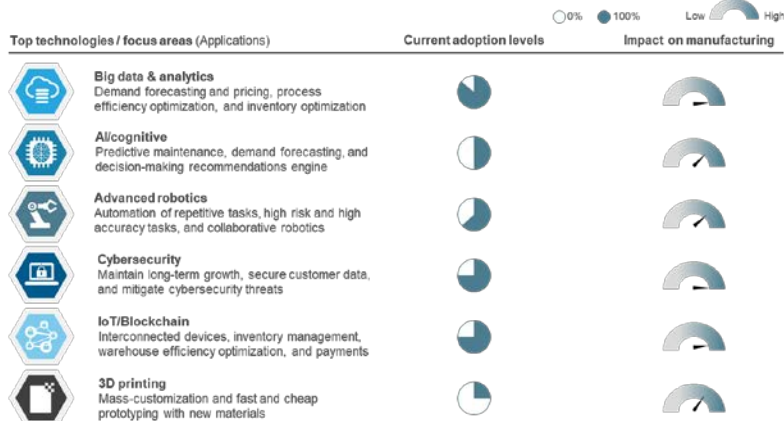 0% 100% Low High
Top technologies / focus areas (Applications) Current adoption levels Impact on manufacturing
Big data & analytics
Demand forecasting and pricing, process
efficiency optimization, and inventory optimization
AI/cognitive
Predictive maintenance, demand forecasting, and
decision-making recommendations engine
Advanced robotics
Automation of repetitive tasks, high risk and high
accuracy tasks, and collaborative robotics
Cybersecurity
Maintain long-term growth, secure customer data,
and mitigate cybersecurity threats
IoT/Blockchain
Interconnected devices, inventory management,
warehouse efficiency optimization, and payments
3D printing
Mass-customization and fast and cheap
prototyping with new materials